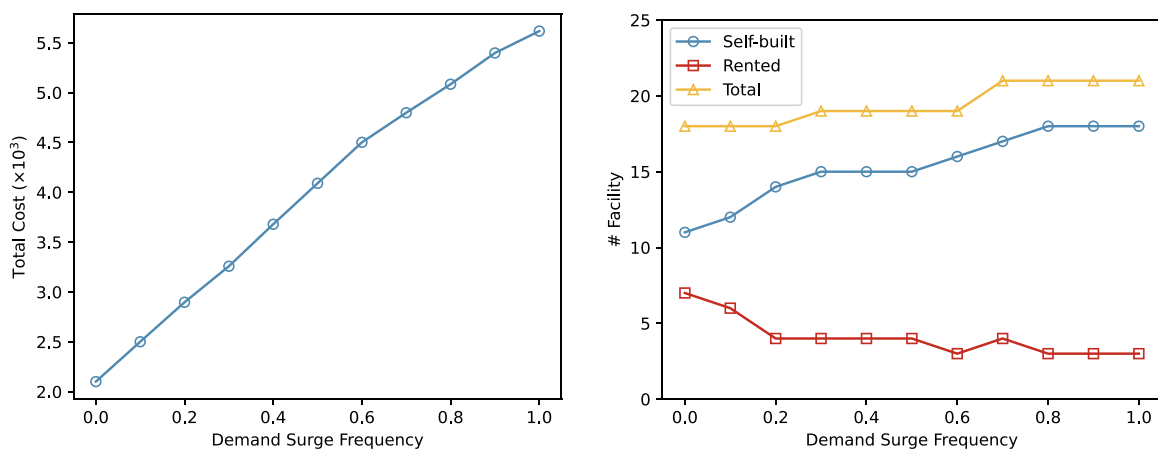 Total Cost (×10³)
5.5
5.0
4.5
4.0
3.5
3.0
2.5
2.0
0.0 0.2 0.4 0.6 0.8 1.0
Demand Surge Frequency
# Facility
25
20
15
10
5
0
Self-built
Rented
Total
0.0 0.2 0.4 0.6 0.8 1.0
Demand Surge Frequency